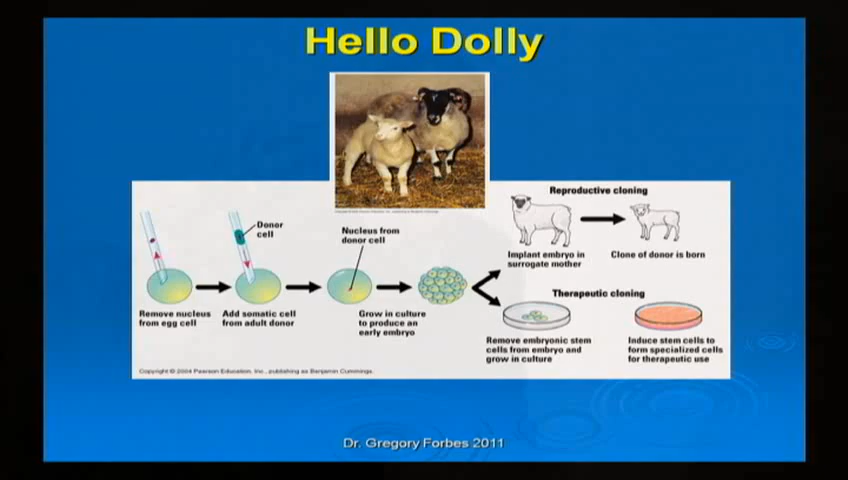 Hello Dolly
Reproductive cloning
Donor
cell
Nucleus from
donor cell
Implant embryo in
surrogate mother
Clone of donor is born
Therapeutic cloning
Remove nucleus
from egg cell
Add somatic cell
from adult donor
Grow in culture
to produce an
early embryo
Remove embryonic stem
cells from embryo and
grow in culture
Induce stem cells to
form specialized cells
for therapeutic use
Copyright © 2004 Pearson Education, Inc., publishing as Benjamin Cummings.
Dr. Gregory Forbes 2011